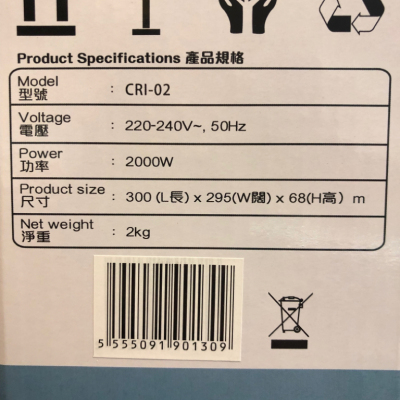 Product Specifications 產品規格
Model
型號 : CRI-02
Voltage
電壓 : 220-240V~, 50Hz
Power
功率 : 2000W
Product size
尺寸 : 300 (L長) x 295(W闊) x 68(H高) m
Net weight
淨重 : 2kg
5 555091 901309